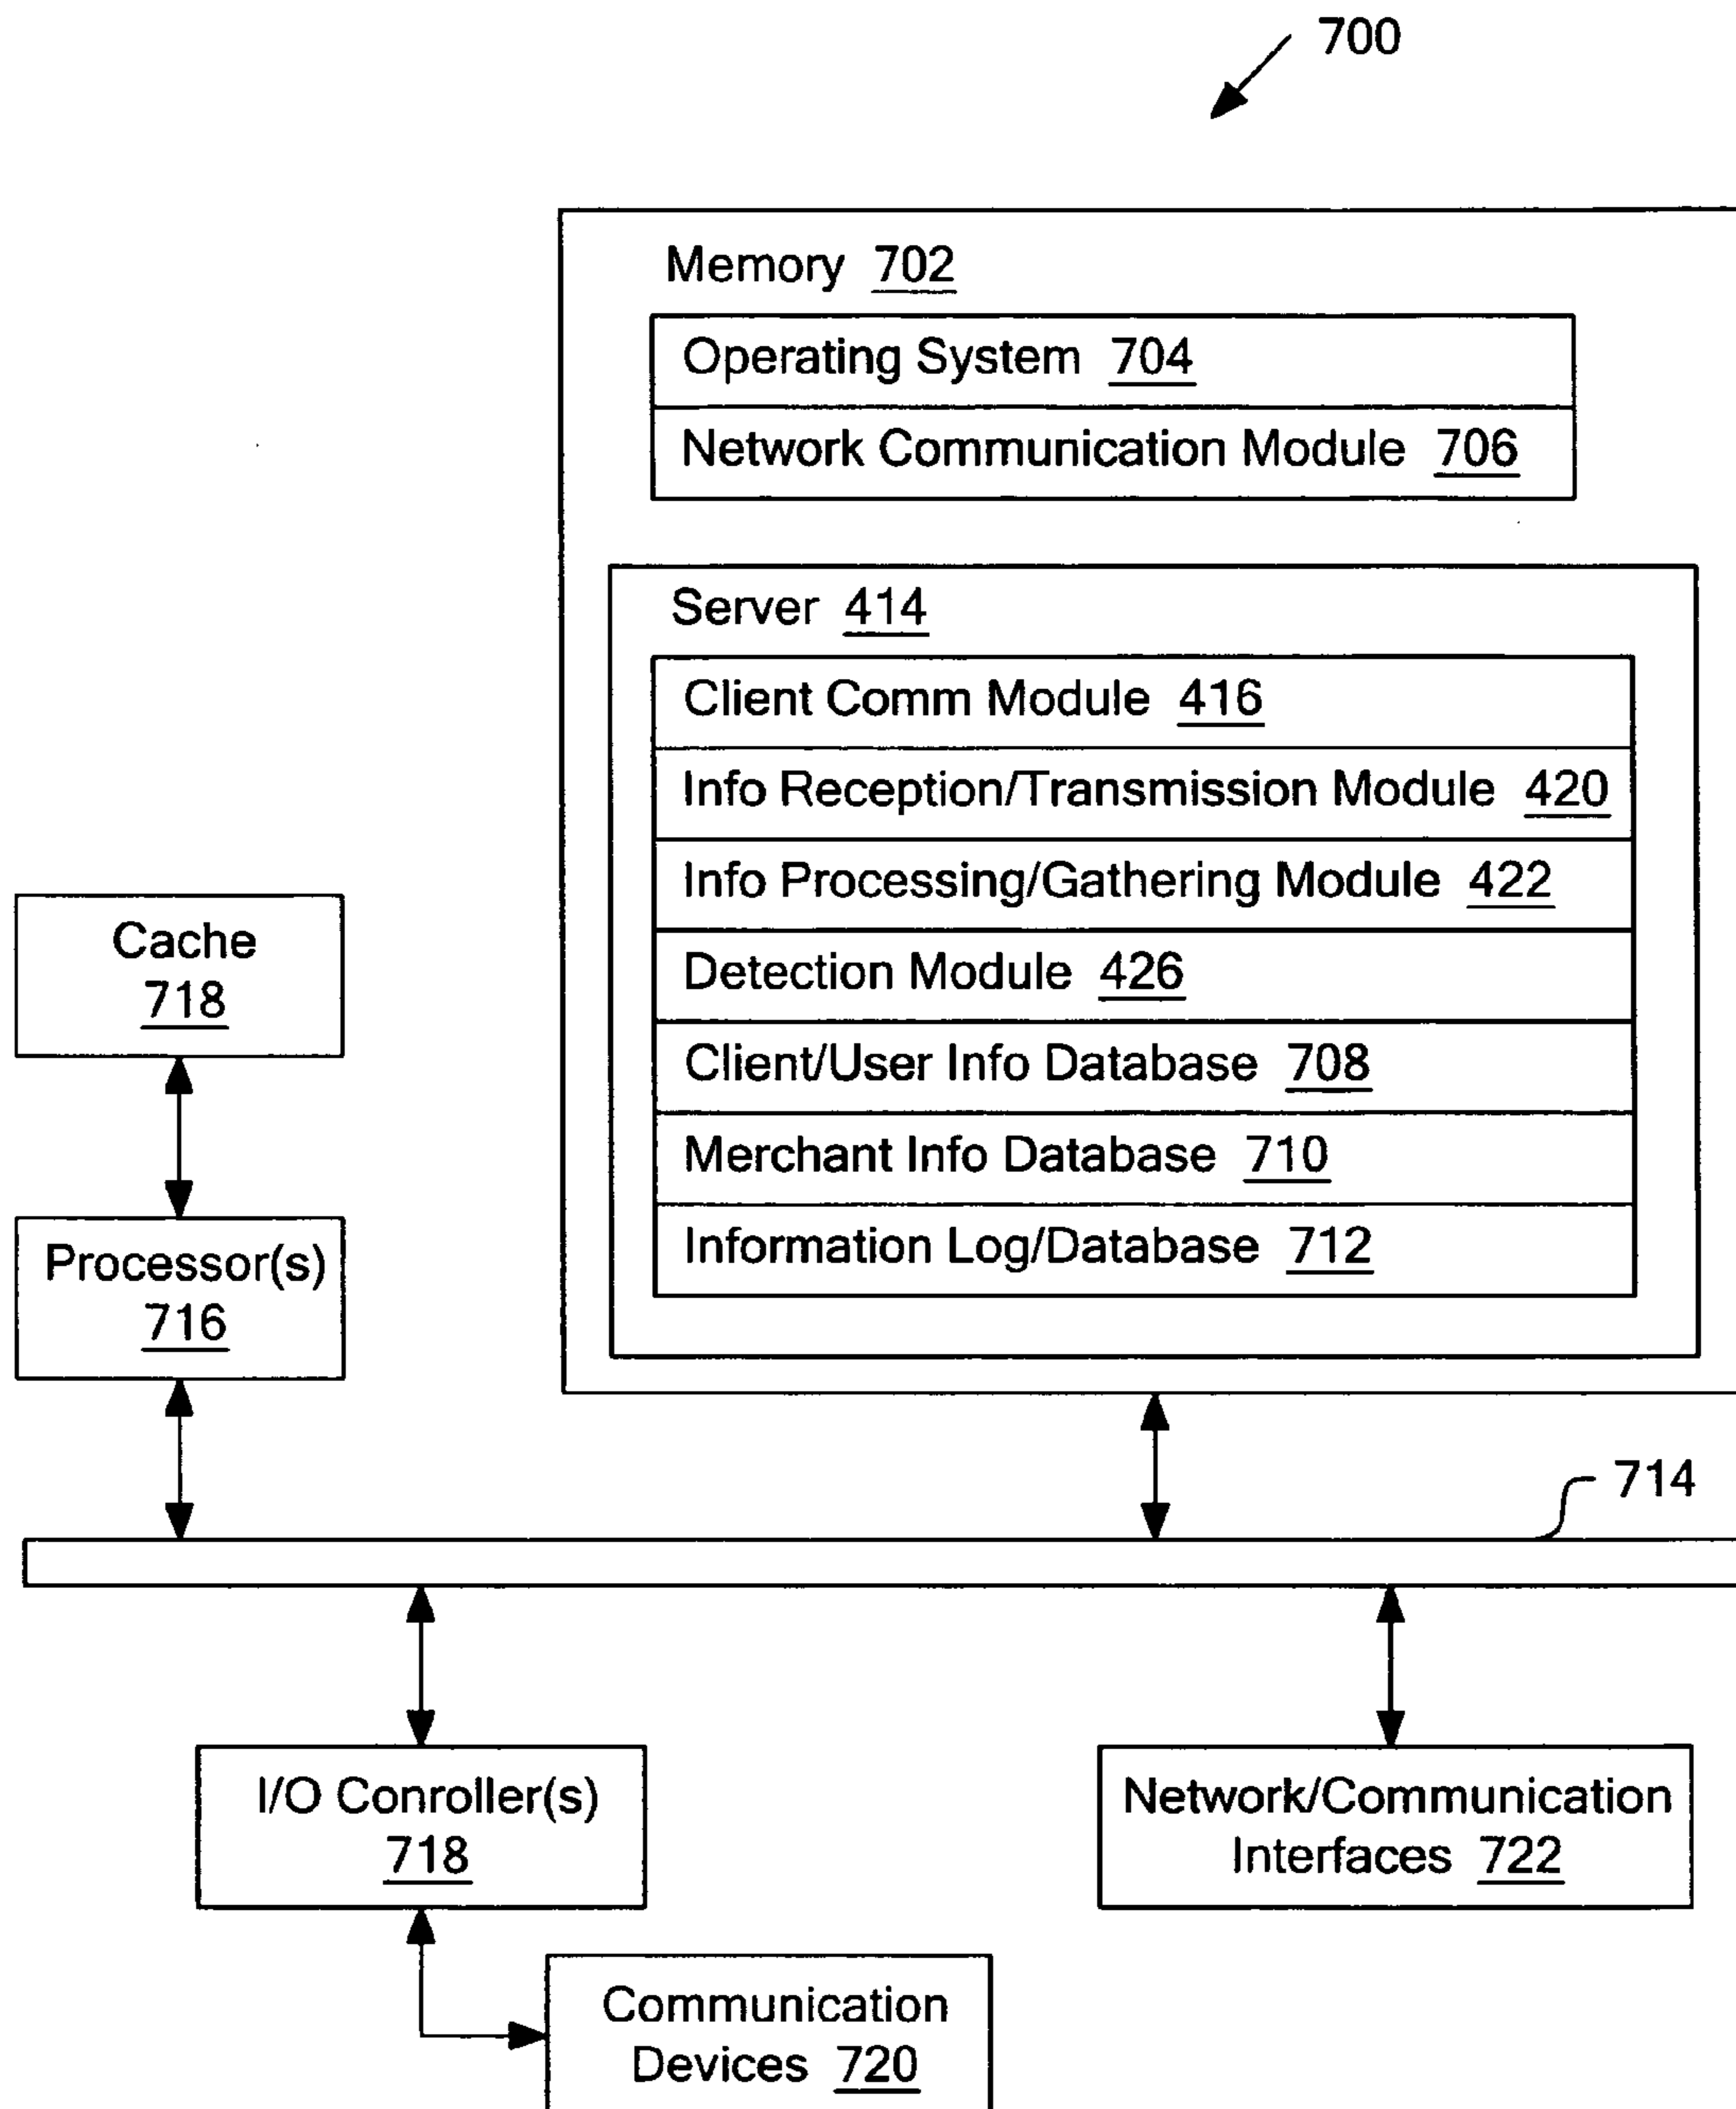 700
Memory 702
Operating System 704
Network Communication Module 706
Server 414
Client Comm Module 416
Info Reception/Transmission Module 420
Info Processing/Gathering Module 422
Detection Module 426
Client/User Info Database 708
Merchant Info Database 710
Information Log/Database 712
Cache
718
Processor(s)
716
714
I/O Conroller(s)
718
Network/Communication
Interfaces 722
Communication
Devices 720